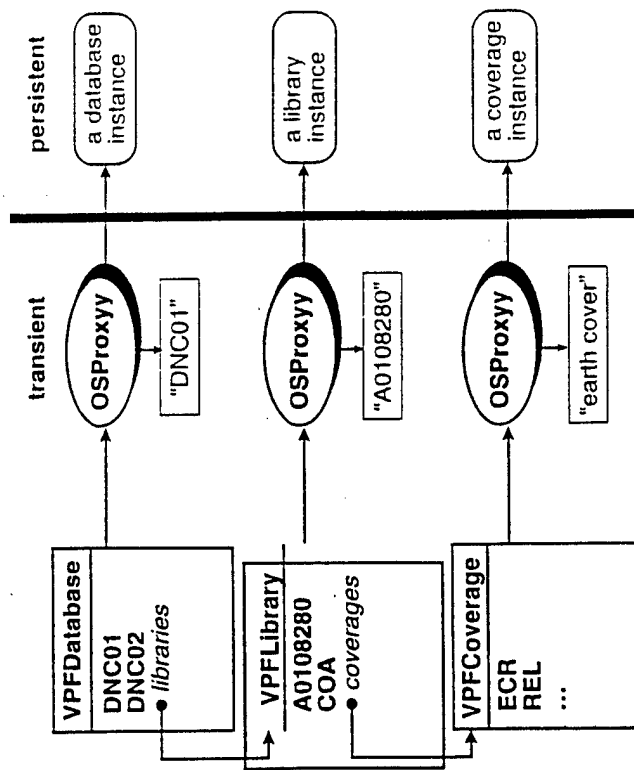 transient
persistent
VPFDatabase
DNC01
DNC02
libraries
OSProxyy
"DNC01"
a database
instance
VPFLibrary
A0108280
COA
coverages
OSProxyy
"A0108280"
a library
instance
VPFCoverage
ECR
REL
...
OSProxyy
"earth cover"
a coverage
instance